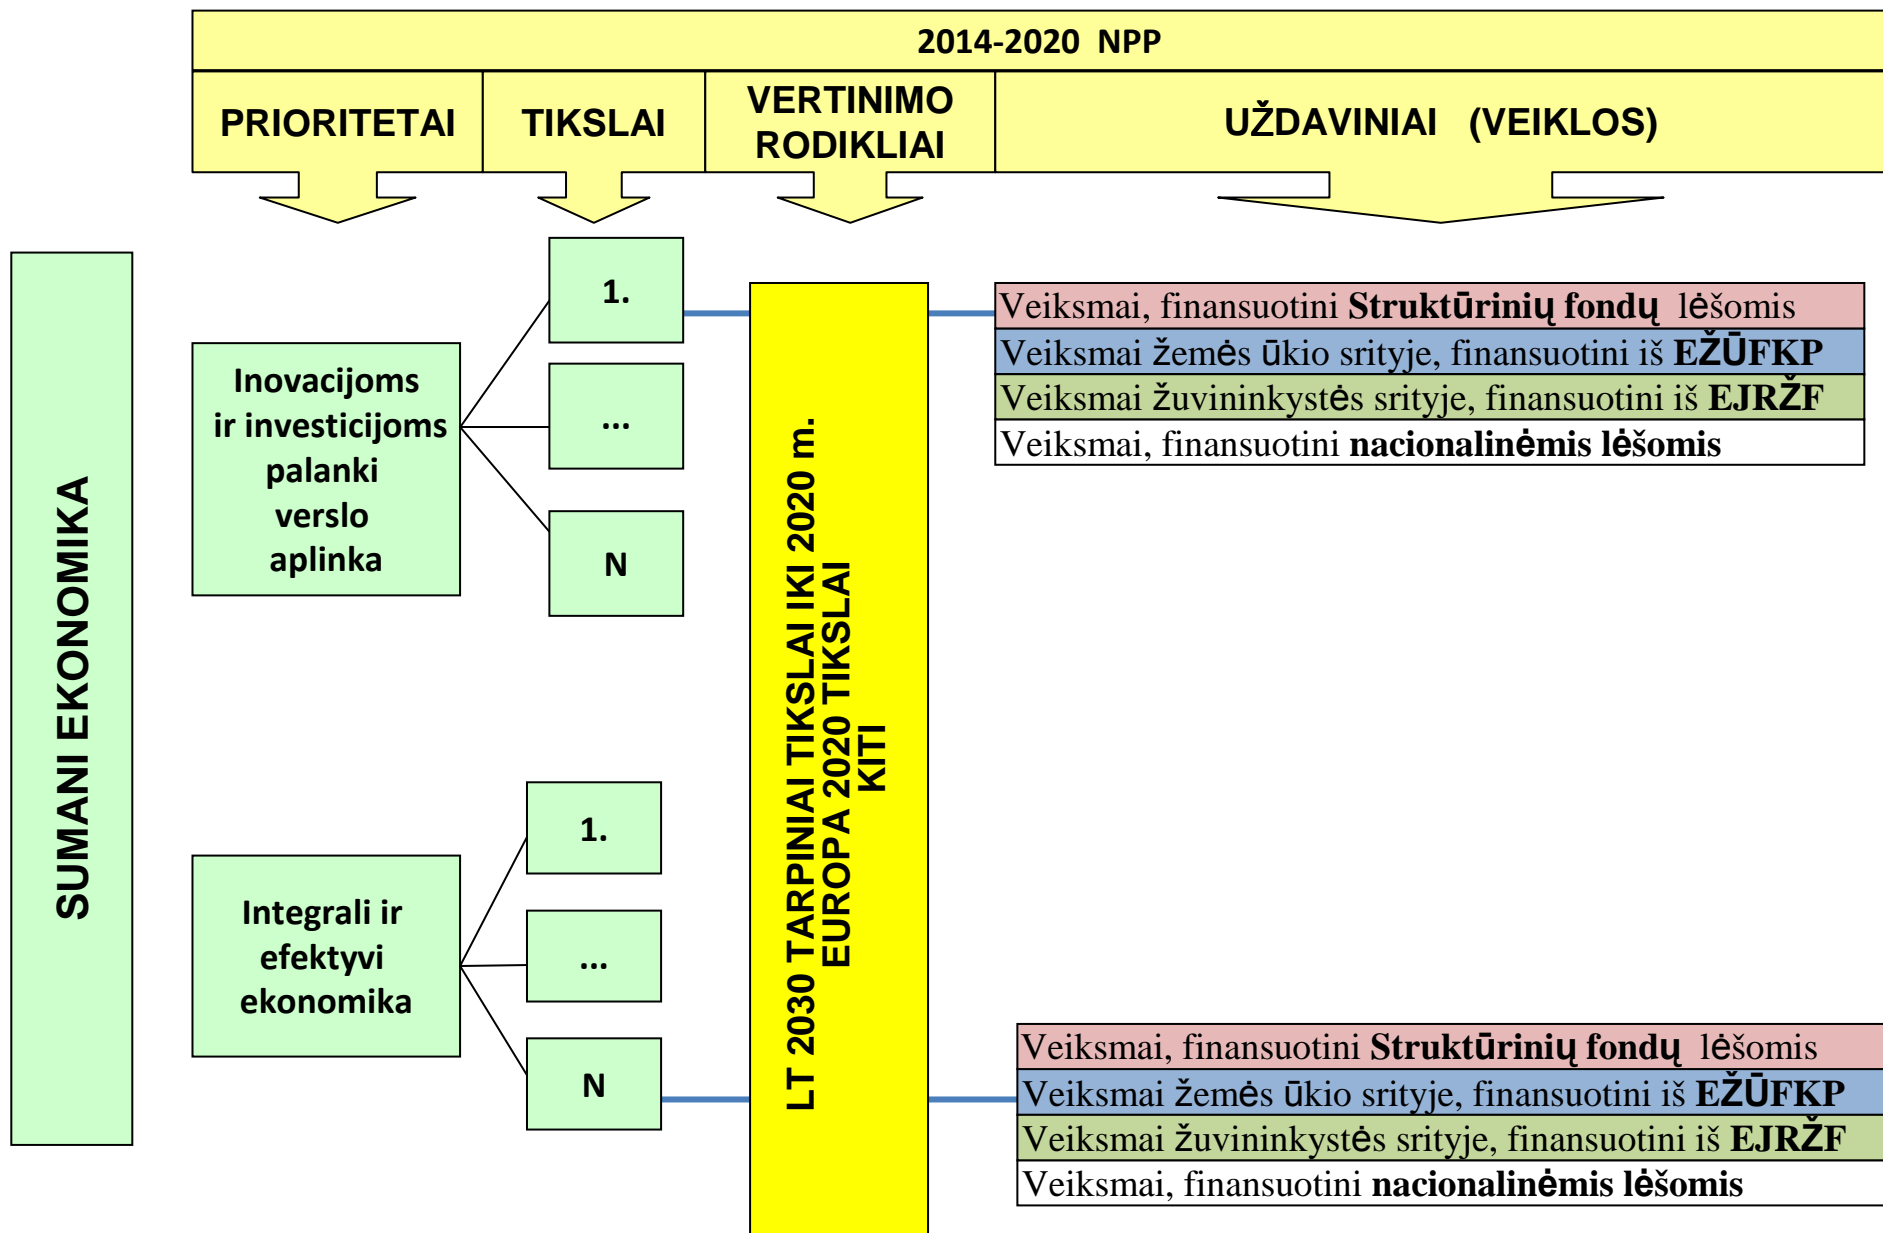 2014-2020 NPP
PRIORITETAI
TIKSLAI
VERTINIMO
RODIKLIAI
UŽDAVINIAI (VEIKLOS)
SUMANI EKONOMIKA
Inovacijoms
ir investicijoms
palanki
verslo
aplinka
1.
...
N
Integrali ir
efektyvi
ekonomika
1.
...
N
LT 2030 TARPINIAI TIKSLAI IKI 2020 m.
EUROPA 2020 TIKSLAI
KITI
Veiksmai, finansuotini Struktūrinių fondų lėšomis
Veiksmai žemės ūkio srityje, finansuotini iš EŽŪFKP
Veiksmai žuvininkystės srityje, finansuotini iš EJRŽF
Veiksmai, finansuotini nacionalinėmis lėšomis
Veiksmai, finansuotini Struktūrinių fondų lėšomis
Veiksmai žemės ūkio srityje, finansuotini iš EŽŪFKP
Veiksmai žuvininkystės srityje, finansuotini iš EJRŽF
Veiksmai, finansuotini nacionalinėmis lėšomis